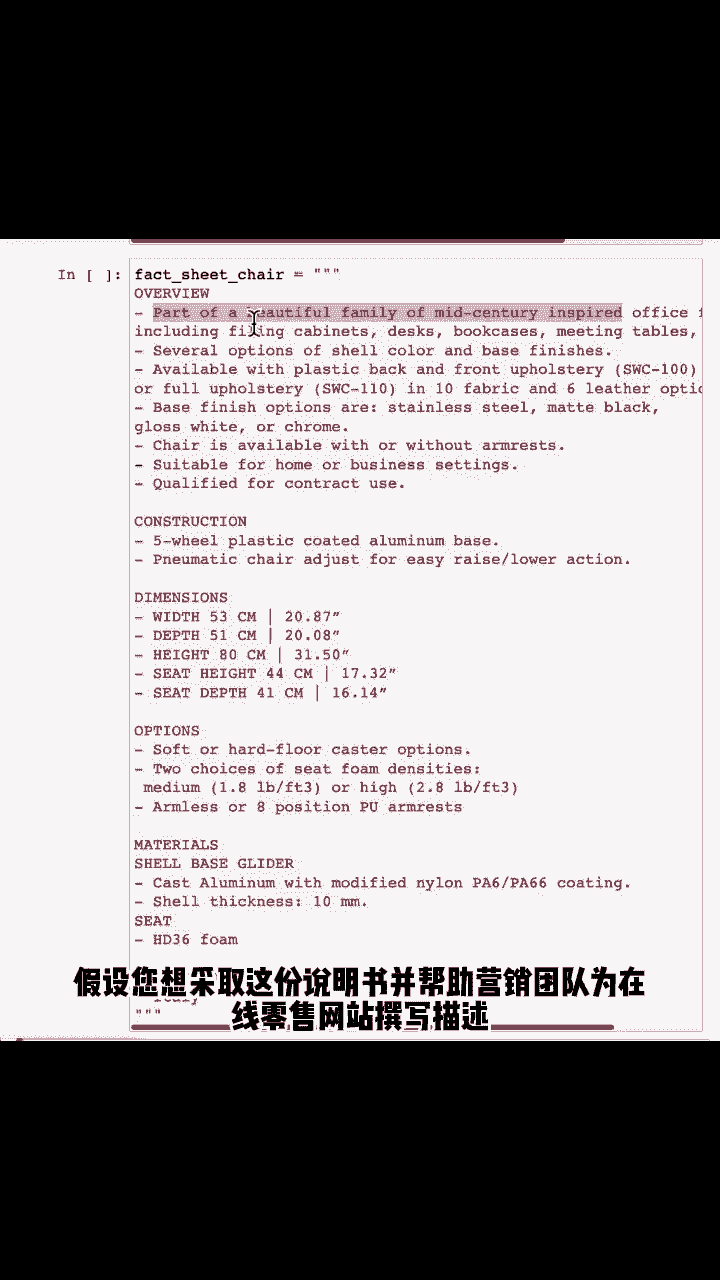 In [ ]: fact_sheet_chair = """
OVERVIEW
- Part of a beautiful family of mid-century inspired office
including filing cabinets, desks, bookcases, meeting tables,
- Several options of shell color and base finishes.
- Available with plastic back and front upholstery (SWC-100)
or full upholstery (SWC-110) in 10 fabric and 6 leather
- Base finish options are: stainless steel, matte black,
gloss white, or chrome.
- Chair is available with or without armrests.
- Suitable for home or business settings.
- Qualified for contract use.
CONSTRUCTION
- 5-wheel plastic coated aluminum base.
- Pneumatic chair adjust for easy raise/lower action.
DIMENSIONS
- WIDTH 53 CM | 20.87”
- DEPTH 51 CM | 20.08”
- HEIGHT 80 CM | 31.50”
- SEAT HEIGHT 44 CM | 17.32”
- SEAT DEPTH 41 CM | 16.14”
OPTIONS
- Soft or hard-floor caster options.
- Two choices of seat foam densities:
medium (1.8 lb/ft3) or high (2.8 lb/ft3)
- Armless or 8 position PU armrests
MATERIALS
SHELL BASE GLIDER
- Cast Aluminum with modified nylon PA6/PA66 coating.
- Shell thickness: 10 mm.
SEAT
- HD36 foam
假设您想采取这份说明书并帮助营销团队为在
线零售网站撰写描述
"""